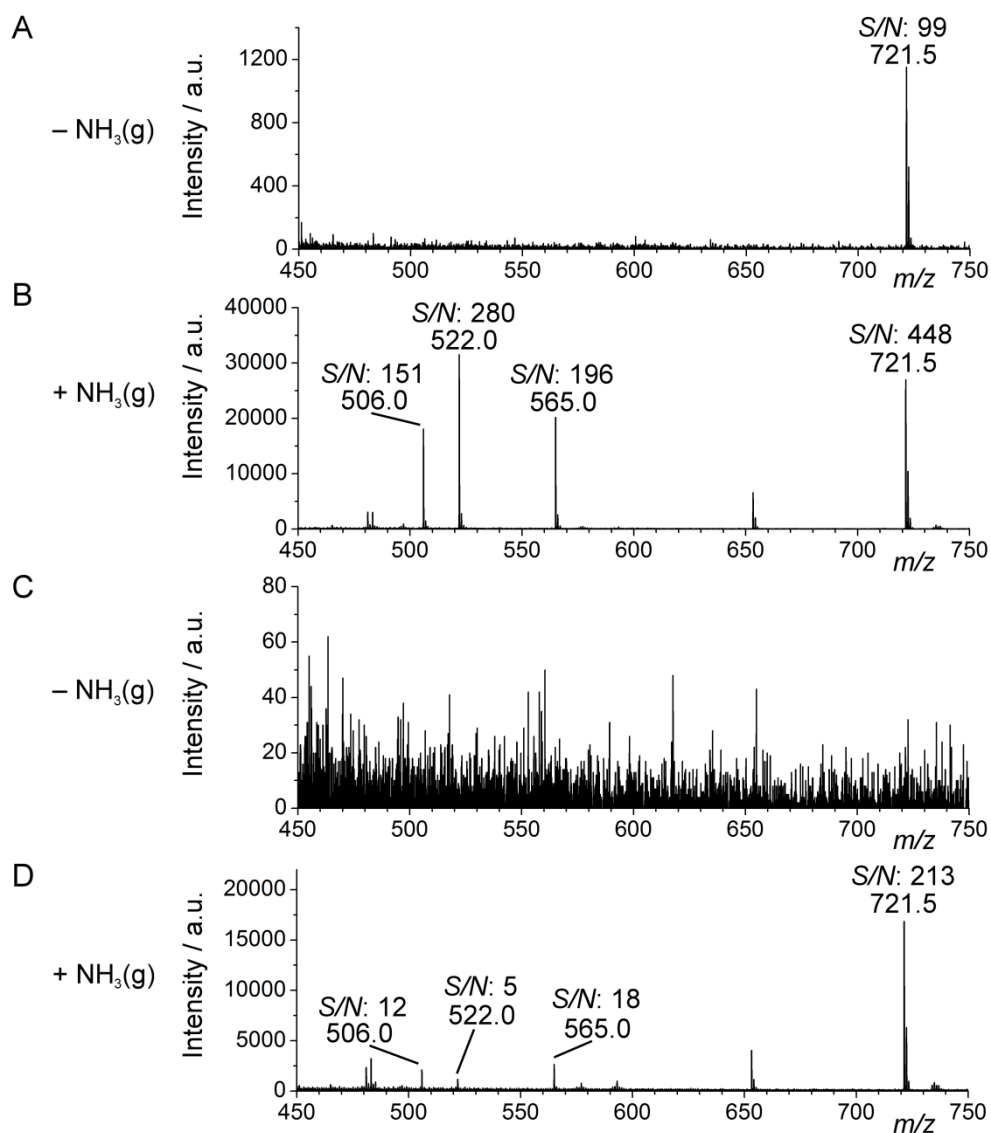 A
– NH₃(g)
Intensity / a.u.
1200
800
400
0
S/N: 99
721.5
450 500 550 600 650 700 750
m/z
B
+ NH₃(g)
Intensity / a.u.
40000
30000
20000
10000
0
S/N: 280
522.0
S/N: 151
506.0
S/N: 196
565.0
S/N: 448
721.5
450 500 550 600 650 700 750
m/z
C
– NH₃(g)
Intensity / a.u.
80
60
40
20
0
450 500 550 600 650 700 750
m/z
D
+ NH₃(g)
Intensity / a.u.
20000
15000
10000
5000
0
S/N: 12
506.0
S/N: 5
522.0
S/N: 18
565.0
S/N: 213
721.5
450 500 550 600 650 700 750
m/z